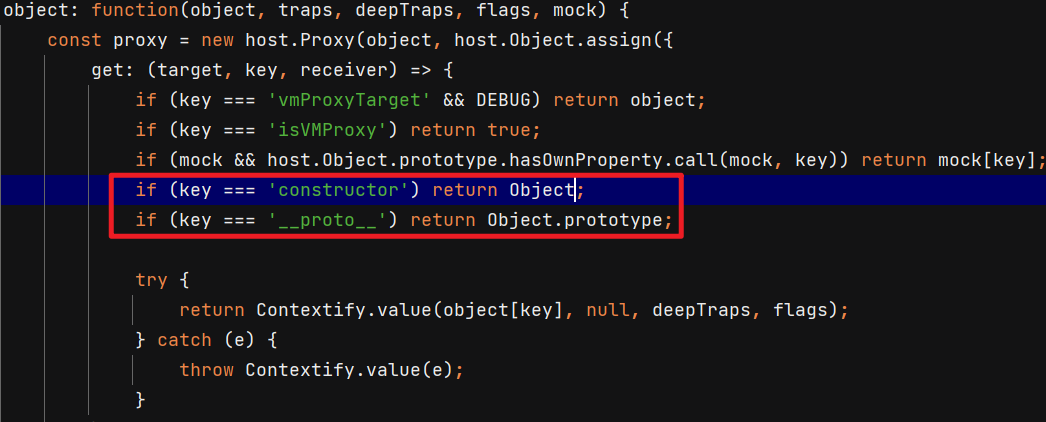 object: function(object, traps, deepTraps, flags, mock) {
const proxy = new host.Proxy(object, host.Object.assign({
get: (target, key, receiver) => {
if (key === 'vmProxyTarget' && DEBUG) return object;
if (key === 'isVMProxy') return true;
if (mock && host.Object.prototype.hasOwnProperty.call(mock, key)) return mock[key];
if (key === 'constructor') return Object;
if (key === '__proto__') return Object.prototype;
try {
return Contextify.value(object[key], null, deepTraps, flags);
} catch (e) {
throw Contextify.value(e);
}